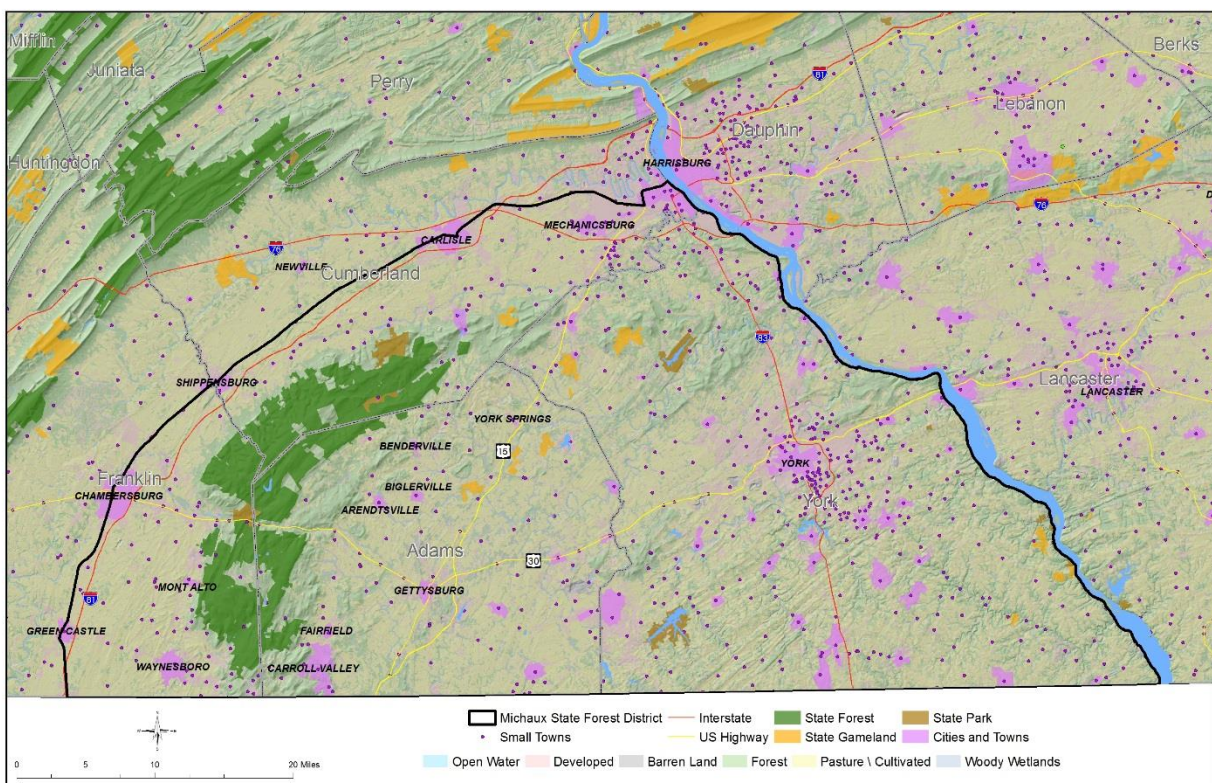 Mifflin
Juniata
Perry
Berks
81
Lebanon
Dauphin
Huntingdon
HARRISBURG
76
MECHANICSBURG
CARLISLE
76
NEWVILLE
Cumberland
83
SHIPPENSBURG
Lancaster
LANCASTER
YORK SPRINGS
BENDERVILLE
15
YORK
Franklin
CHAMBERSBURG
BIGLERVILLE
York
ARENDTSVILLE
Adams
30
MONT ALTO
GETTYSBURG
81
GREEN CASTLE
FAIRFIELD
WAYNESBORO
CARROLL VALLEY
Michaux State Forest District Interstate State Forest State Park
Small Towns US Highway State Gameland Cities and Towns
Open Water Developed Barren Land Forest Pasture \ Cultivated Woody Wetlands
0 5 10 20 Miles